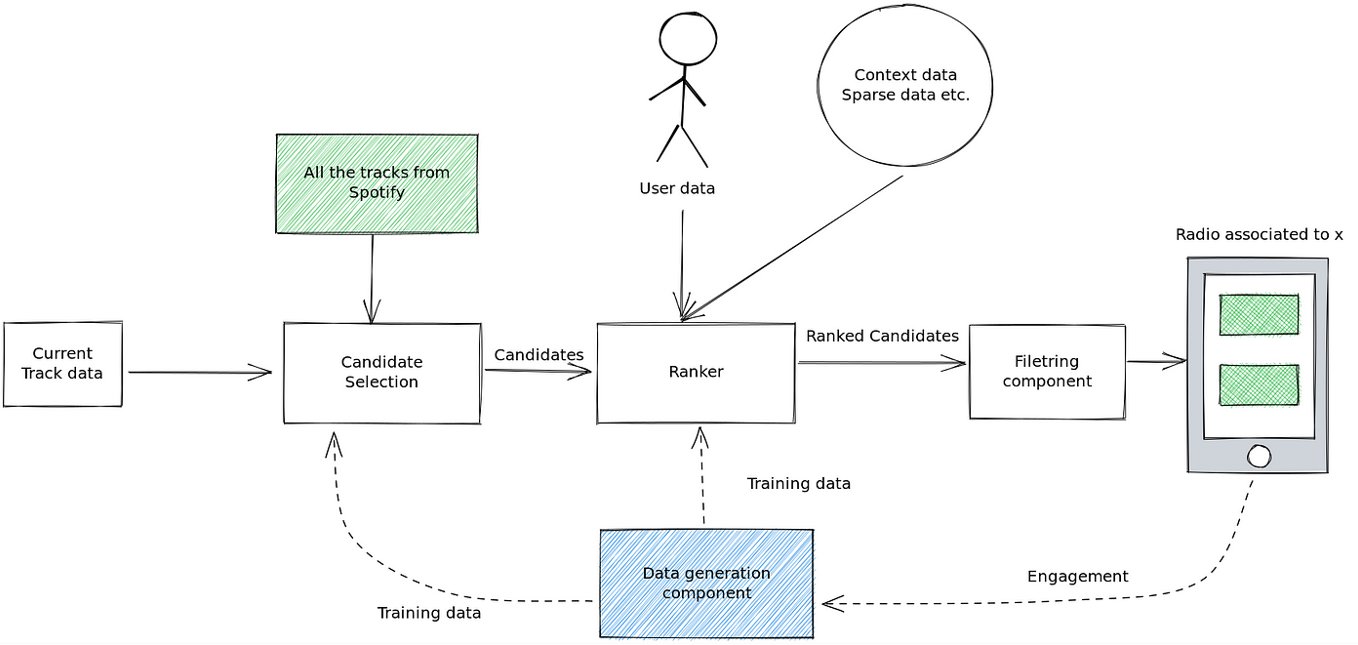 Context data
Sparse data etc.
All the tracks from
Spotify
User data
Radio associated to x
Current
Track data
Candidate
Selection
Candidates
Ranker
Ranked Candidates
Filetring
component
Training data
Data generation
component
Engagement
Training data